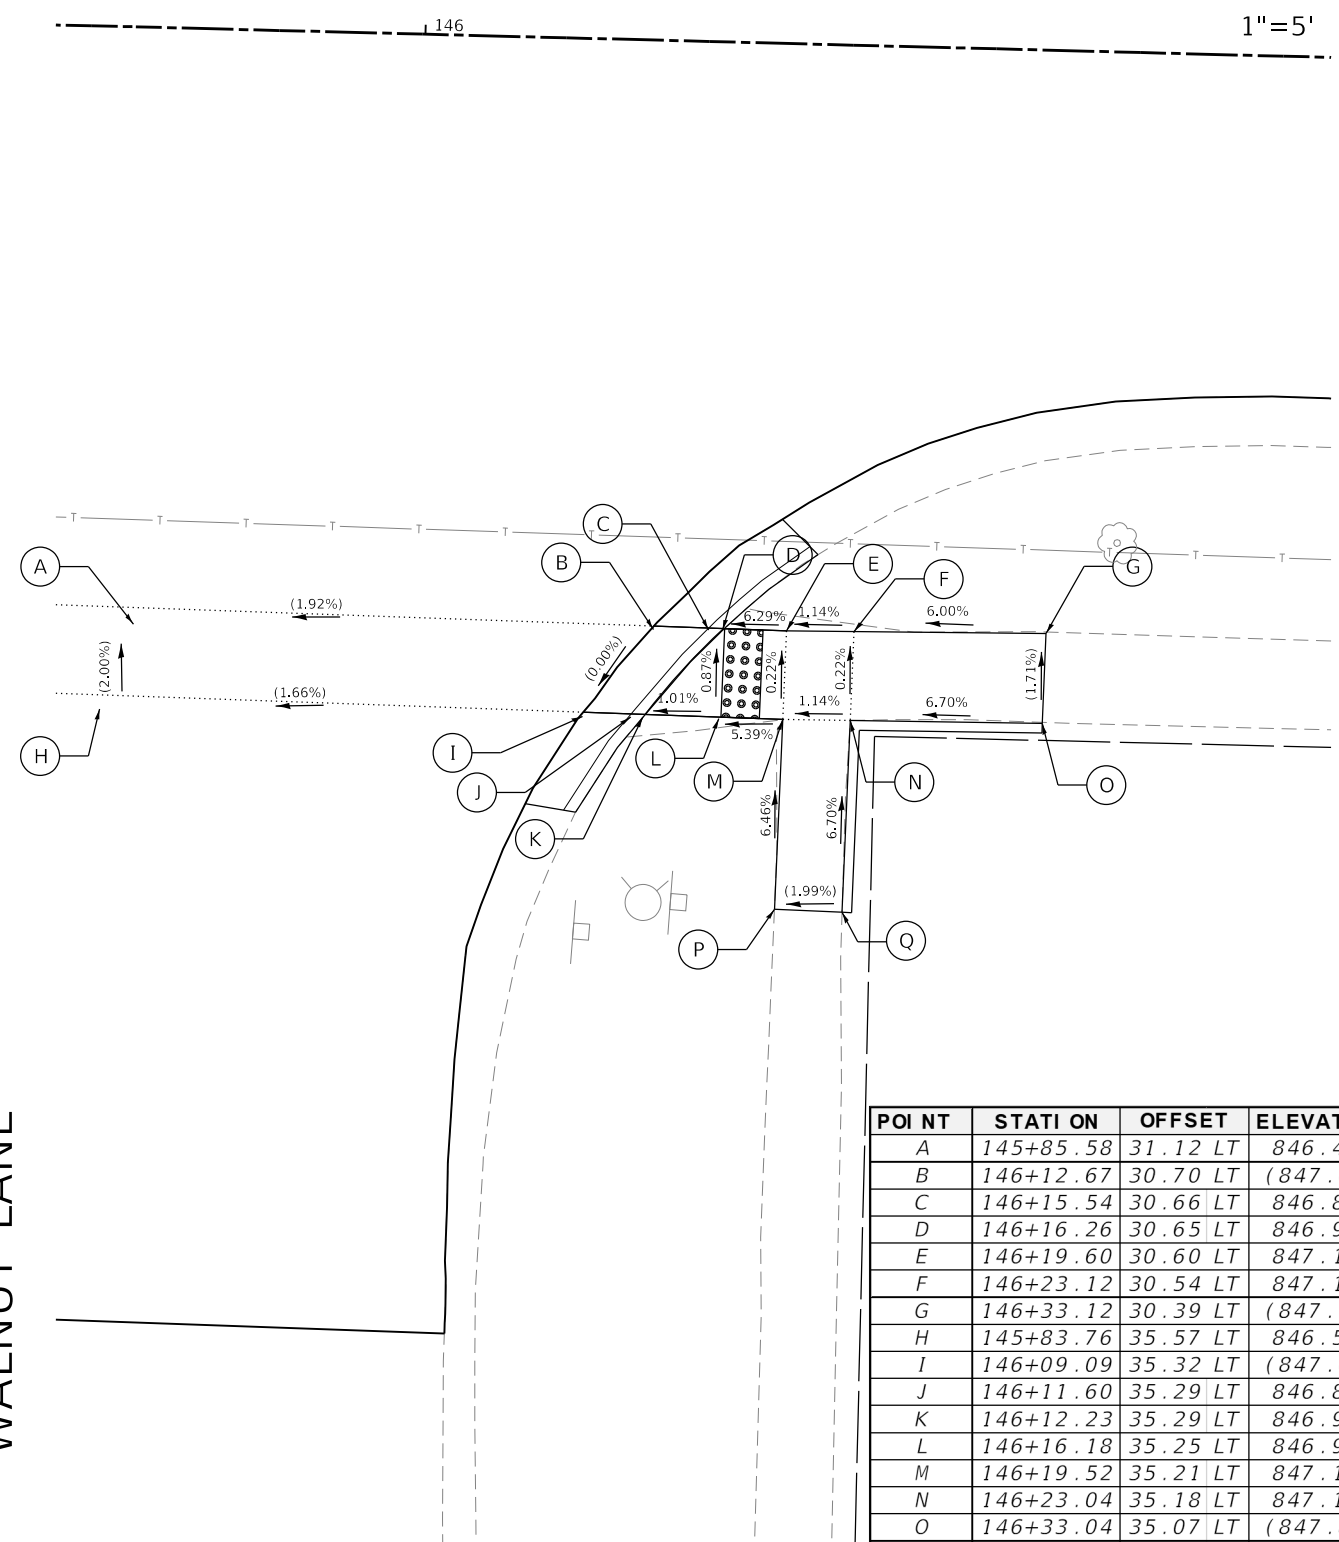 146
1"=5'
C
B
D
E
A
F
G
(1.92%)
6.29%
1.14%
6.00%
(0.00%)
(2.00%)
0.87%
0.22%
0.22%
(1.71%)
(1.66%)
1.01%
1.14%
6.70%
5.39%
H
I
L
M
N
O
J
K
6.46%
6.70%
(1.99%)
P
Q
WALNUT LANE
POINT STATION OFFSET
A 145+85.58 31.12 LT
B 146+12.67 30.70 LT
C 146+15.54 30.66 LT
D 146+16.26 30.65 LT
E 146+19.60 30.60 LT
F 146+23.12 30.54 LT
G 146+33.12 30.39 LT
H 145+83.76 35.57 LT
I 146+09.09 35.32 LT
J 146+11.60 35.29 LT
K 146+12.23 35.29 LT
L 146+16.18 35.25 LT
M 146+19.52 35.21 LT
N 146+23.04 35.18 LT
O 146+33.04 35.07 LT